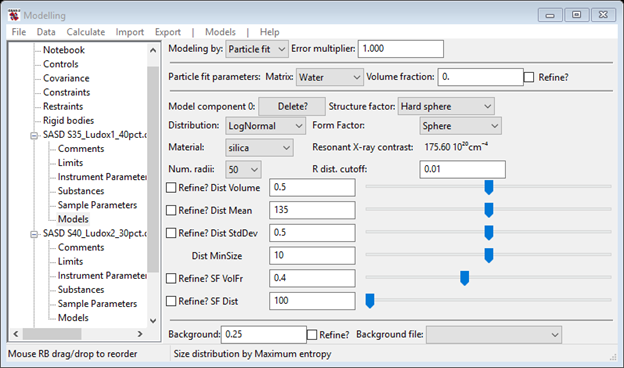 Modelling
File Data Calculate Import Export | Models | Help
Notebook
Controls
Covariance
Constraints
Restraints
Rigid bodies
SASD S35_Ludox1_40pct.c
Comments
Limits
Instrument Parameter
Substances
Sample Parameters
Models
SASD S40_Ludox2_30pct.c
Comments
Limits
Instrument Parameter
Substances
Sample Parameters
Models
Modeling by: Particle fit Error multiplier: 1.000
Particle fit parameters: Matrix: Water Volume fraction: 0. Refine?
Model component 0: Delete? Structure factor: Hard sphere
Distribution: LogNormal Form Factor: Sphere
Material: silica Resonant X-ray contrast: 175.60 10²⁰cm⁻⁴
Num. radii: 50 R dist. cutoff: 0.01
Refine? Dist Volume 0.5
Refine? Dist Mean 135
Refine? Dist StdDev 0.5
Dist MinSize 10
Refine? SF VolFr 0.4
Refine? SF Dist 100
Background: 0.25 Refine? Background file:
Mouse RB drag/drop to reorder Size distribution by Maximum entropy